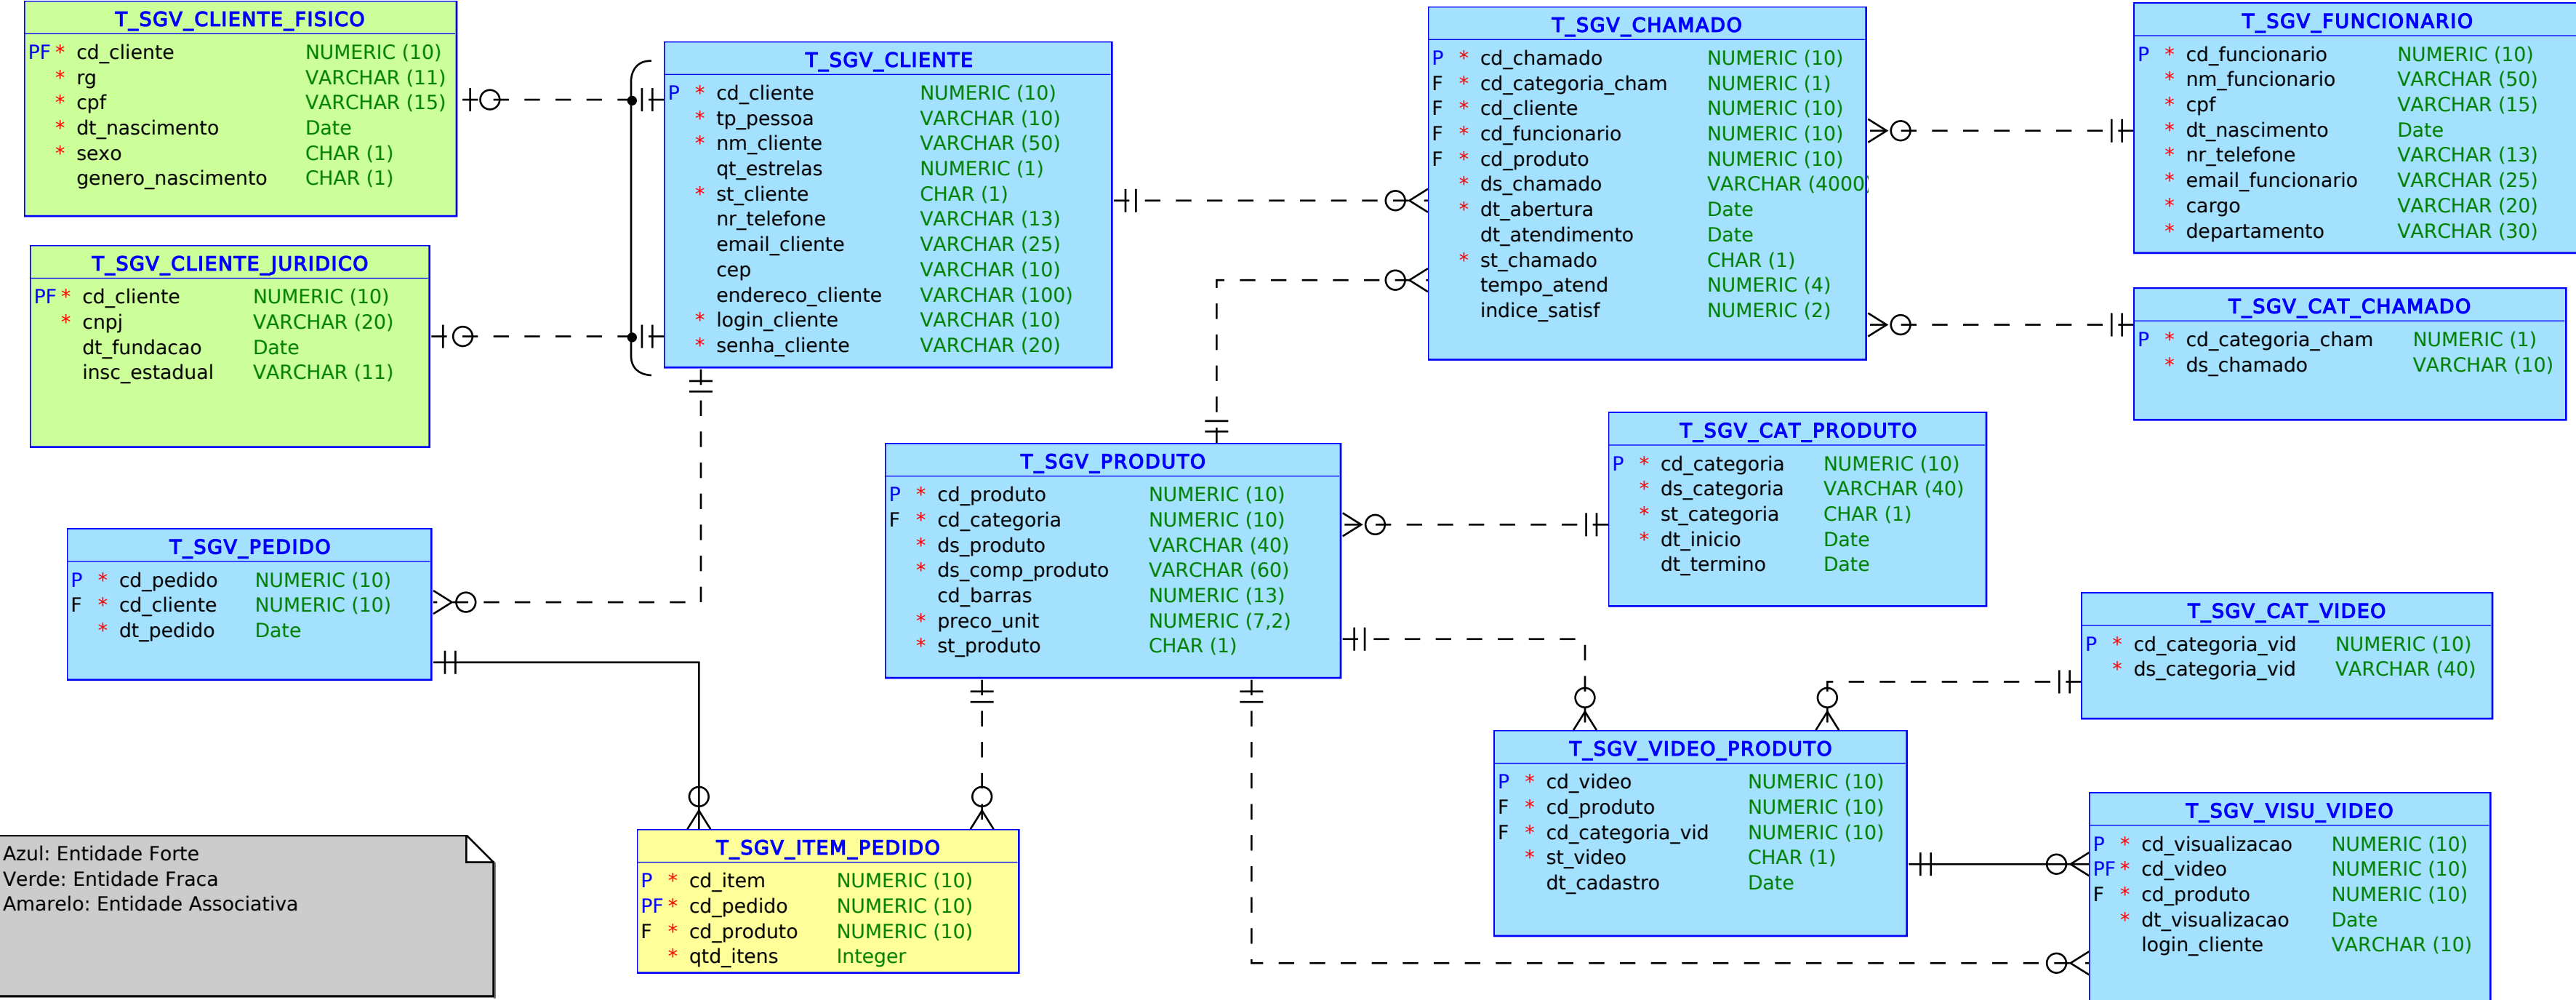 T_SGV_CLIENTE_FISICO
PF * cd_cliente NUMERIC (10)
* rg VARCHAR (11)
* cpf VARCHAR (15)
* dt_nascimento Date
* sexo CHAR (1)
genero_nascimento CHAR (1)
T_SGV_CLIENTE_JURIDICO
PF * cd_cliente NUMERIC (10)
* cnpj VARCHAR (20)
dt_fundacao Date
insc_estadual VARCHAR (11)
T_SGV_CLIENTE
P * cd_cliente NUMERIC (10)
* tp_pessoa VARCHAR (10)
* nm_cliente VARCHAR (50)
qt_estrelas NUMERIC (1)
* st_cliente CHAR (1)
nr_telefone VARCHAR (13)
email_cliente VARCHAR (25)
cep VARCHAR (10)
endereco_cliente VARCHAR (100)
* login_cliente VARCHAR (10)
* senha_cliente VARCHAR (20)
T_SGV_CHAMADO
P * cd_chamado NUMERIC (10)
F * cd_categoria_cham NUMERIC (1)
F * cd_cliente NUMERIC (10)
F * cd_funcionario NUMERIC (10)
F * cd_produto NUMERIC (10)
* ds_chamado VARCHAR (4000)
* dt_abertura Date
dt_atendimento Date
* st_chamado CHAR (1)
tempo_atend NUMERIC (4)
indice_satisf NUMERIC (2)
T_SGV_FUNCIONARIO
P * cd_funcionario NUMERIC (10)
* nm_funcionario VARCHAR (50)
* cpf VARCHAR (15)
* dt_nascimento Date
* nr_telefone VARCHAR (13)
* email_funcionario VARCHAR (25)
* cargo VARCHAR (20)
* departamento VARCHAR (30)
T_SGV_CAT_CHAMADO
P * cd_categoria_cham NUMERIC (1)
* ds_chamado VARCHAR (10)
T_SGV_PEDIDO
P * cd_pedido NUMERIC (10)
F * cd_cliente NUMERIC (10)
* dt_pedido Date
T_SGV_PRODUTO
P * cd_produto NUMERIC (10)
F * cd_categoria NUMERIC (10)
* ds_produto VARCHAR (40)
* ds_comp_produto VARCHAR (60)
cd_barras NUMERIC (13)
* preco_unit NUMERIC (7,2)
* st_produto CHAR (1)
T_SGV_CAT_PRODUTO
P * cd_categoria NUMERIC (10)
* ds_categoria VARCHAR (40)
* st_categoria CHAR (1)
* dt_inicio Date
dt_termino Date
T_SGV_CAT_VIDEO
P * cd_categoria_vid NUMERIC (10)
* ds_categoria_vid VARCHAR (40)
T_SGV_VIDEO_PRODUTO
P * cd_video NUMERIC (10)
F * cd_produto NUMERIC (10)
F * cd_categoria_vid NUMERIC (10)
* st_video CHAR (1)
dt_cadastro Date
T_SGV_VISU_VIDEO
P * cd_visualizacao NUMERIC (10)
PF * cd_video NUMERIC (10)
F * cd_produto NUMERIC (10)
* dt_visualizacao Date
login_cliente VARCHAR (10)
T_SGV_ITEM_PEDIDO
P * cd_item NUMERIC (10)
PF * cd_pedido NUMERIC (10)
F * cd_produto NUMERIC (10)
* qtd_itens Integer
Azul: Entidade Forte
Verde: Entidade Fraca
Amarelo: Entidade Associativa